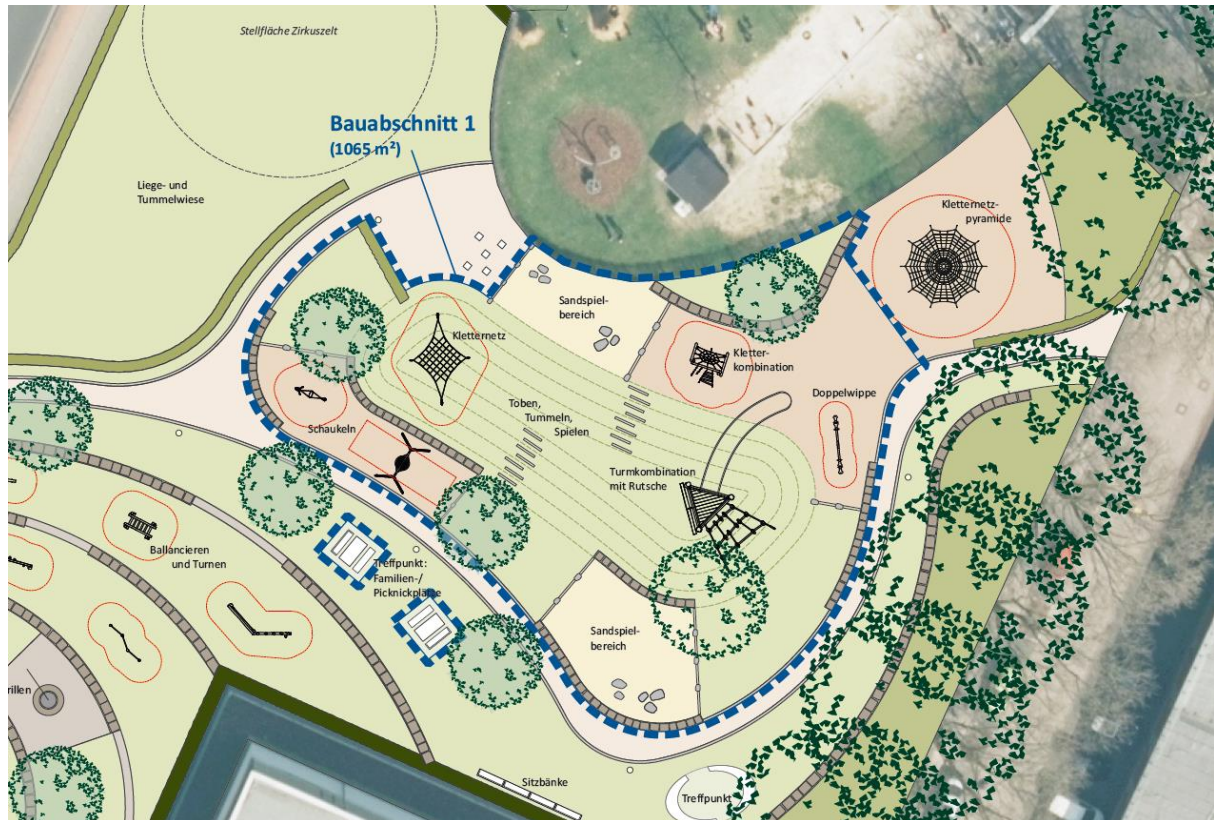 Stellfläche Zirkuszelt
Bauabschnitt 1
(1065 m²)
Liege- und
Tummelwiese
Kletternetz-
pyramide
Sandspiel-
bereich
Kletternetz
Kletter-
kombination
Doppelwippe
Toben,
Tummeln,
Spielen
Schaukeln
Turmkombination
mit Rutsche
Ballancieren
und Turnen
Treffpunkt:
Familien-/
Picknickplätze
Sandspiel-
bereich
rillen
Sitzbänke
Treffpunkt